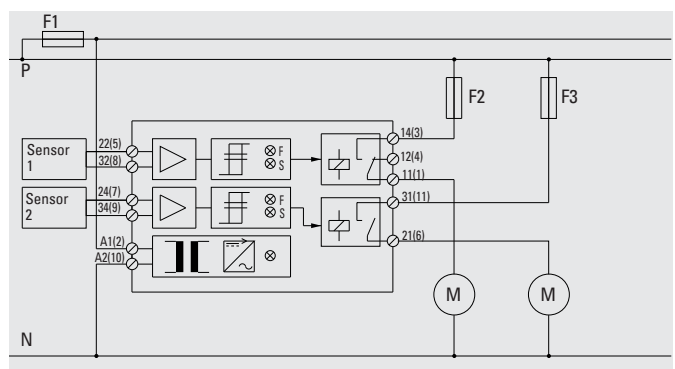 F1
P
F2
F3
Sensor
1
22(5)
32(8)
F
S
14(3)
12(4)
11(1)
Sensor
2
24(7)
34(9)
F
S
31(11)
21(6)
A1(2)
A2(10)
M
M
N